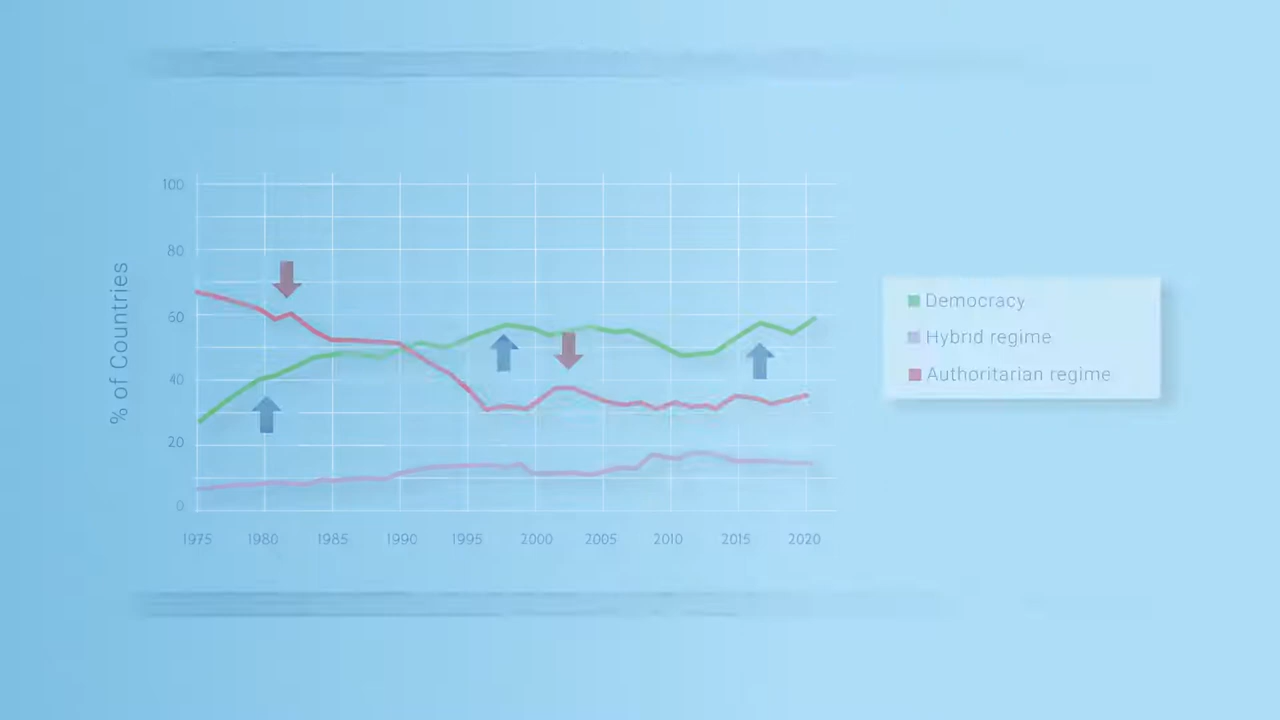 % of Countries
100
80
60
40
20
0
1975 1980 1985 1990 1995 2000 2005 2010 2015 2020
Democracy
Hybrid regime
Authoritarian regime